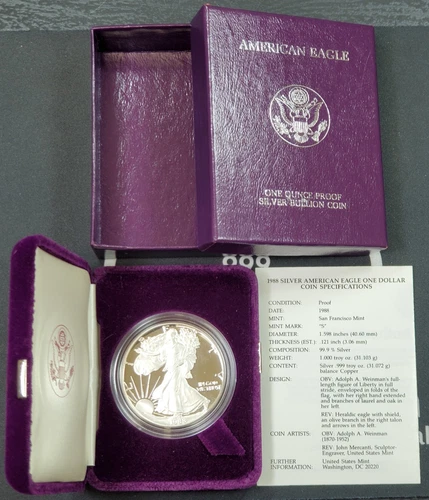 AMERICAN EAGLE
ONE OUNCE PROOF
SILVER BULLION COIN
1988 SILVER AMERICAN EAGLE ONE DOLLAR
COIN SPECIFICATIONS
CONDITION: Proof
DATE: 1988
MINT: San Francisco Mint
MINT MARK: "S"
DIAMETER: 1.598 inches (40.60 mm)
THICKNESS (EST.) .121 inch (3.06 mm)
COMPOSITION: 99.9 % Silver
WEIGHT: 1.000 troy oz. (31.103 g)
CONTENT: Silver .999 troy oz. (31.072 g)
balance Copper
DESIGN: OBV: Adolph A. Weinman's full-
length figure of Liberty in full
stride, enveloped in folds of the
flag, with her right hand extended
and branches of laurel and oak in
her left.
REV: Heraldic eagle with shield,
an olive branch in the right talon
and arrows in the left.
COIN ARTISTS: OBV: Adolph A. Weinman
(1870-1952)
REV: John Mercanti, Sculptor-
Engraver, United States Mint
FURTHER United States Mint
INFORMATION: Washington, DC 20220